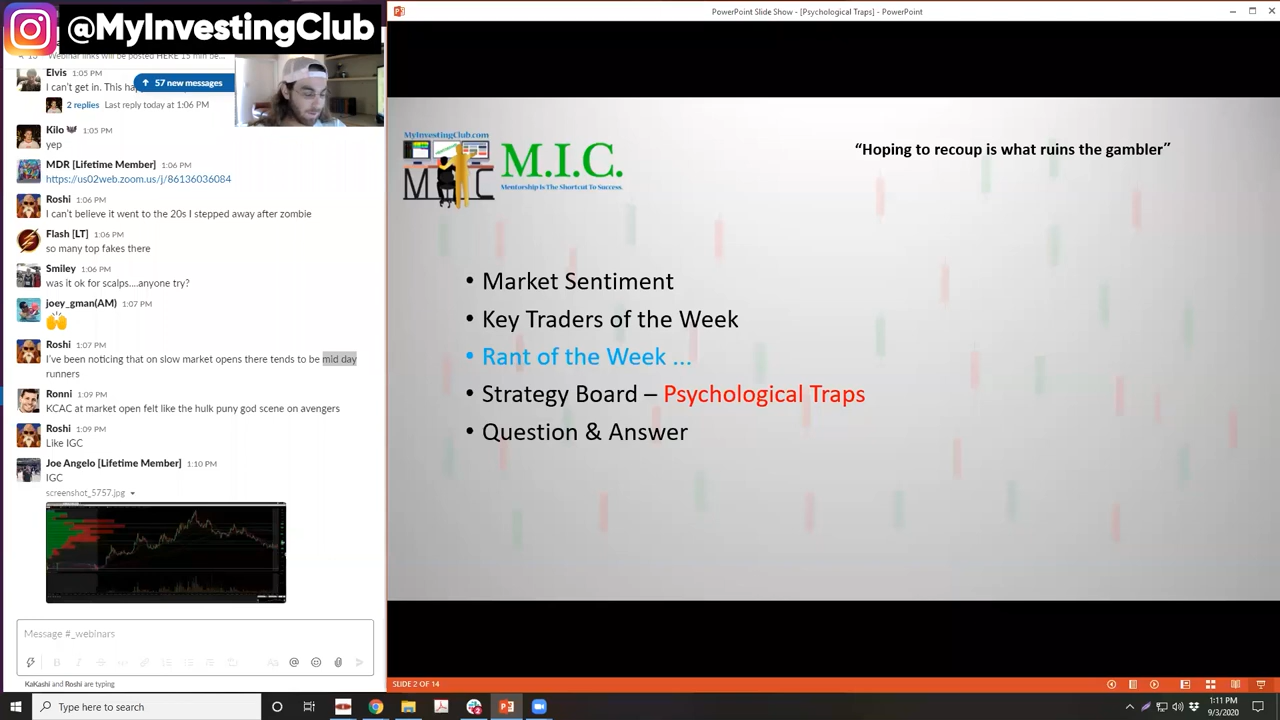 @MyInvestingClub
Webinar links will be posted HERE 15 min be...
Elvis 1:05 PM
I can't get in. This hap
57 new messages
2 replies Last reply today at 1:06 PM
Kilo 1:05 PM
yep
MDR [Lifetime Member] 1:06 PM
https://us02web.zoom.us/j/86136036084
Roshi 1:06 PM
I can't believe it went to the 20s I stepped away after zombie
Flash [LT] 1:06 PM
so many top fakes there
Smiley 1:06 PM
was it ok for scalps....anyone try?
joey_gman(AM) 1:07 PM
Roshi 1:07 PM
I've been noticing that on slow market opens there tends to be mid day
runners
Ronni 1:09 PM
KCAC at market open felt like the hulk puny god scene on avengers
Roshi 1:09 PM
Like IGC
Joe Angelo [Lifetime Member] 1:10 PM
IGC
screenshot_5757.jpg
Message #_webinars
KaKashi and Roshi are typing
PowerPoint Slide Show - [Psychological Traps] - PowerPoint
MyInvestingClub.com
M.I.C.
Mentorship Is The Shortcut To Success.
“Hoping to recoup is what ruins the gambler”
• Market Sentiment
• Key Traders of the Week
• Rant of the Week ...
• Strategy Board – Psychological Traps
• Question & Answer
SLIDE 2 OF 14
Type here to search
1:11 PM
9/3/2020